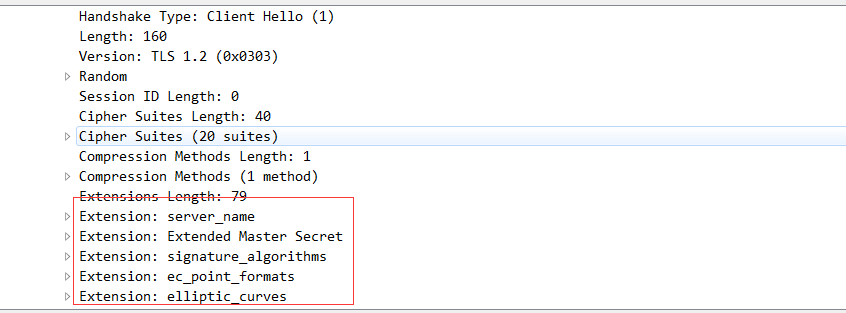 Handshake Type: Client Hello (1)
Length: 160
Version: TLS 1.2 (0x0303)
Random
Session ID Length: 0
Cipher Suites Length: 40
Cipher Suites (20 suites)
Compression Methods Length: 1
Compression Methods (1 method)
Extensions Length: 79
Extension: server_name
Extension: Extended Master Secret
Extension: signature_algorithms
Extension: ec_point_formats
Extension: elliptic_curves